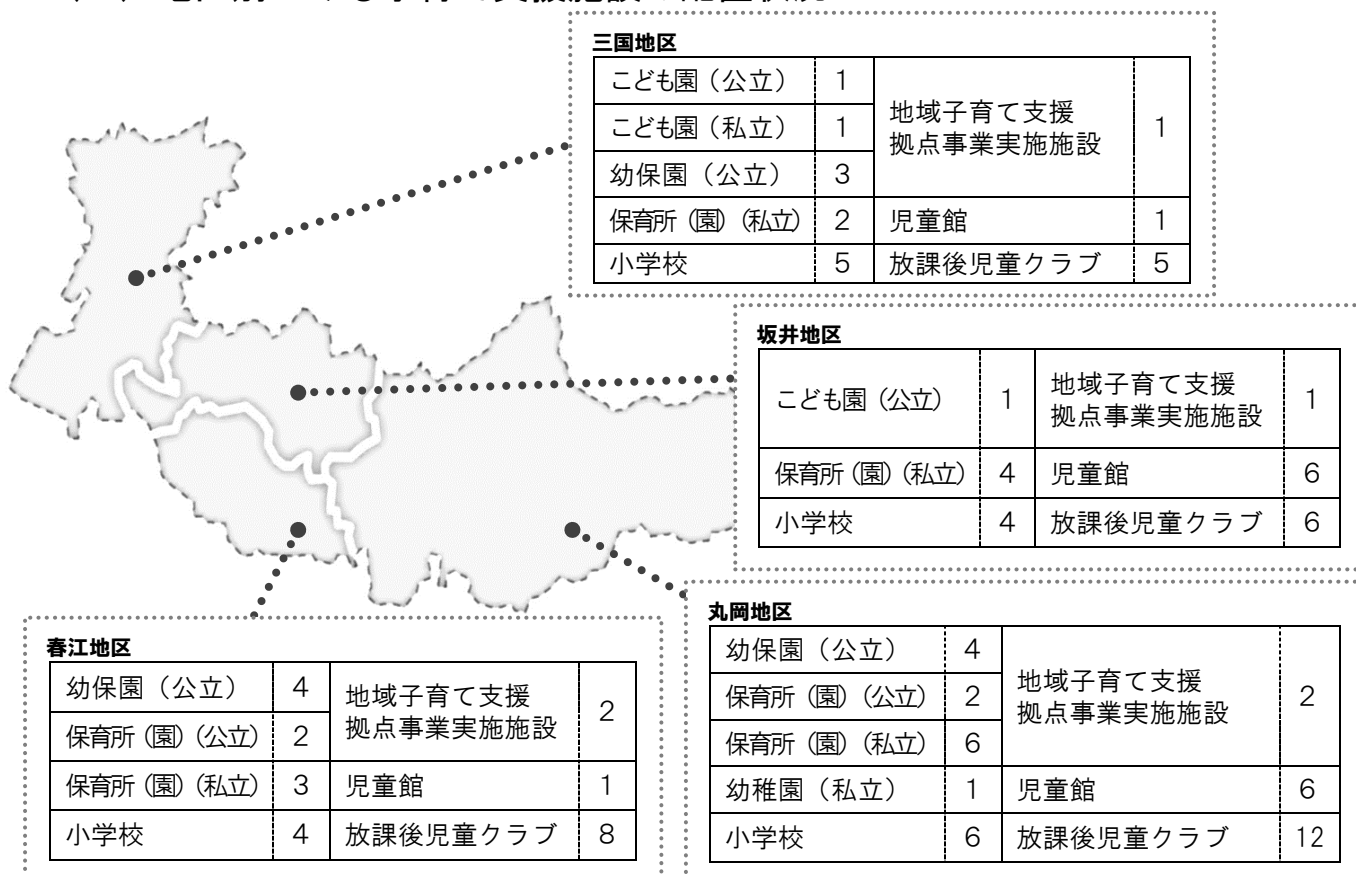 三国地区
こども園（公立） 1
こども園（私立） 1
地域子育て支援
拠点事業実施施設 1
幼保園（公立） 3
保育所（園）（私立） 2 児童館 1
小学校 5 放課後児童クラブ 5
坂井地区
こども園（公立） 1
地域子育て支援
拠点事業実施施設 1
保育所（園）（私立） 4 児童館 6
小学校 4 放課後児童クラブ 6
春江地区
幼保園（公立） 4
保育所（園）（公立） 2
地域子育て支援
拠点事業実施施設 2
保育所（園）（私立） 3 児童館 1
小学校 4 放課後児童クラブ 8
丸岡地区
幼保園（公立） 4
保育所（園）（公立） 2
保育所（園）（私立） 6
地域子育て支援
拠点事業実施施設 2
幼稚園（私立） 1 児童館 6
小学校 6 放課後児童クラブ 12